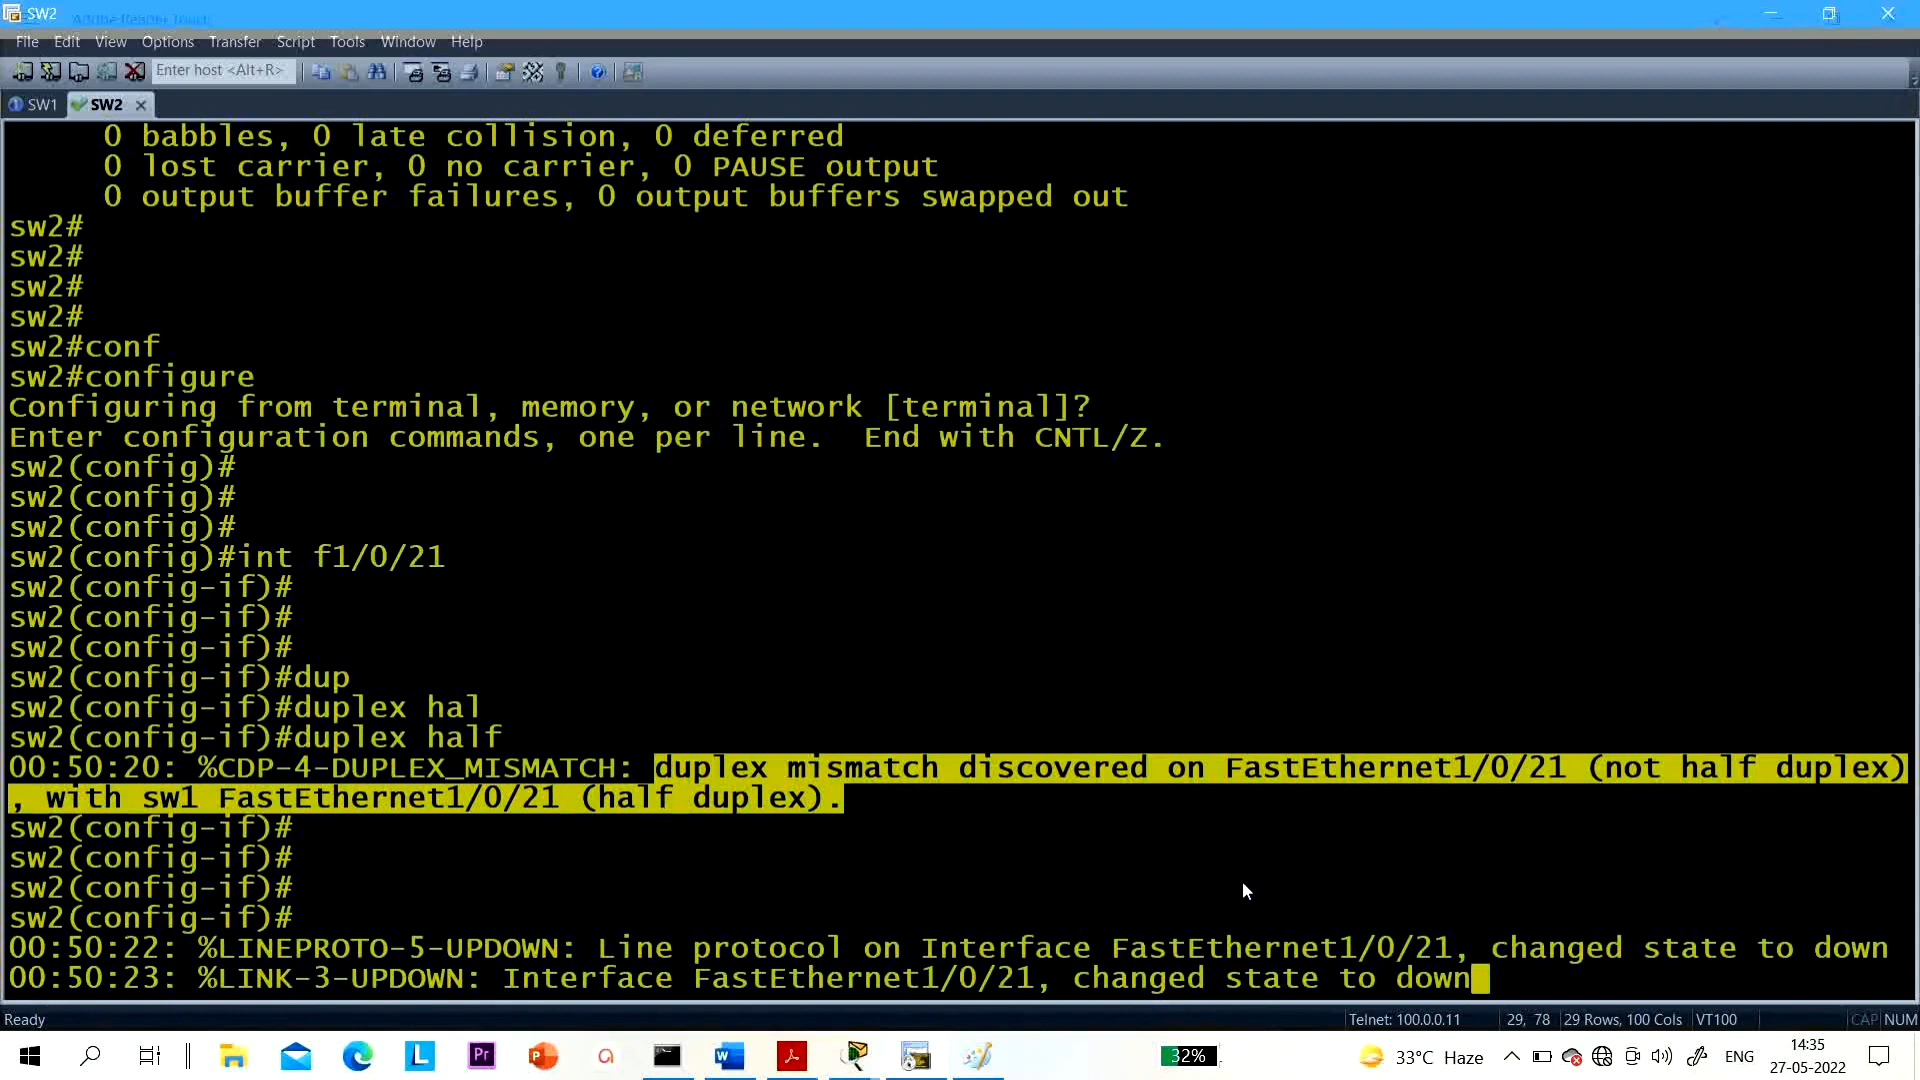 SW2
File Edit View Options Transfer Script Tools Window Help
Enter host <Alt+R>
SW1 SW2
0 babbles, 0 late collision, 0 deferred
0 lost carrier, 0 no carrier, 0 PAUSE output
0 output buffer failures, 0 output buffers swapped out
sw2#
sw2#
sw2#
sw2#
sw2#conf
sw2#configure
Configuring from terminal, memory, or network [terminal]?
Enter configuration commands, one per line.  End with CNTL/Z.
sw2(config)#
sw2(config)#
sw2(config)#
sw2(config)#int f1/0/21
sw2(config-if)#
sw2(config-if)#
sw2(config-if)#
sw2(config-if)#dup
sw2(config-if)#duplex hal
sw2(config-if)#duplex half
00:50:20: %CDP-4-DUPLEX_MISMATCH: duplex mismatch discovered on FastEthernet1/0/21 (not half duplex)
, with sw1 FastEthernet1/0/21 (half duplex).
sw2(config-if)#
sw2(config-if)#
sw2(config-if)#
sw2(config-if)#
00:50:22: %LINEPROTO-5-UPDOWN: Line protocol on Interface FastEthernet1/0/21, changed state to down
00:50:23: %LINK-3-UPDOWN: Interface FastEthernet1/0/21, changed state to down
Ready Telnet: 100.0.0.11 29, 78 29 Rows, 100 Cols VT100 CAP NUM
L Pr P W 32% 33°C Haze ENG 14:35
27-05-2022